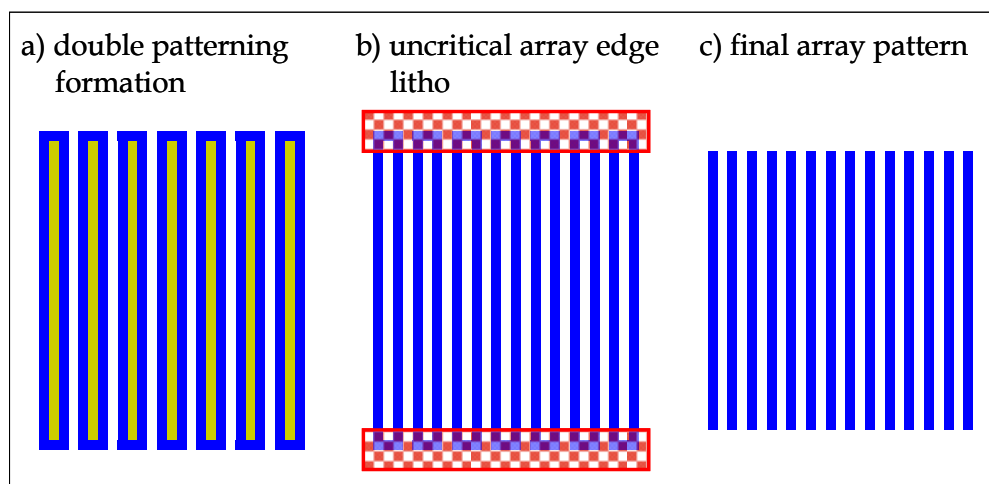 a) double patterning
formation
b) uncritical array edge
litho
c) final array pattern